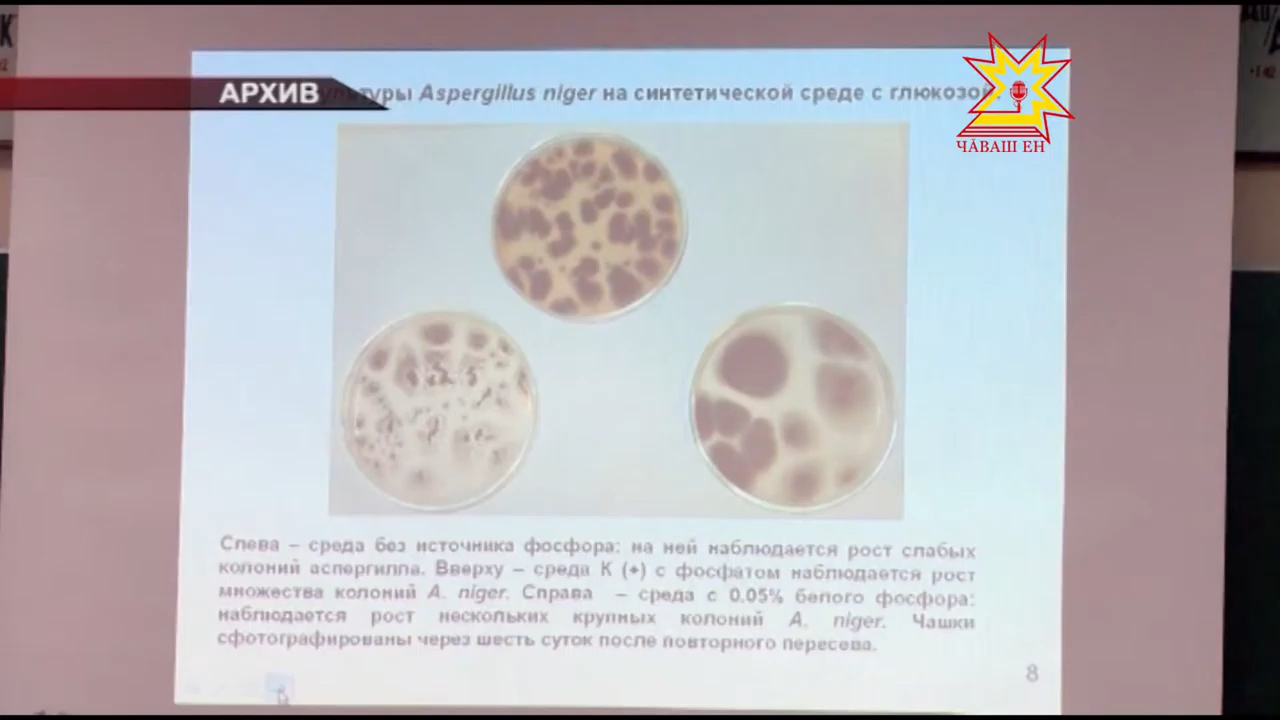 АРХИВ
Aspergillus niger на синтетической среде с глюкозой.
ЧӐВАШ ЕН
Слева – среда без источника фосфора: на ней наблюдается рост слабых
колоний аспергилла. Вверху – среда К (+) с фосфатом наблюдается рост
множества колоний A. niger. Справа – среда с 0.05% белого фосфора:
наблюдается рост нескольких крупных колоний A. niger. Чашки
сфотографированы через шесть суток после повторного пересева.
8